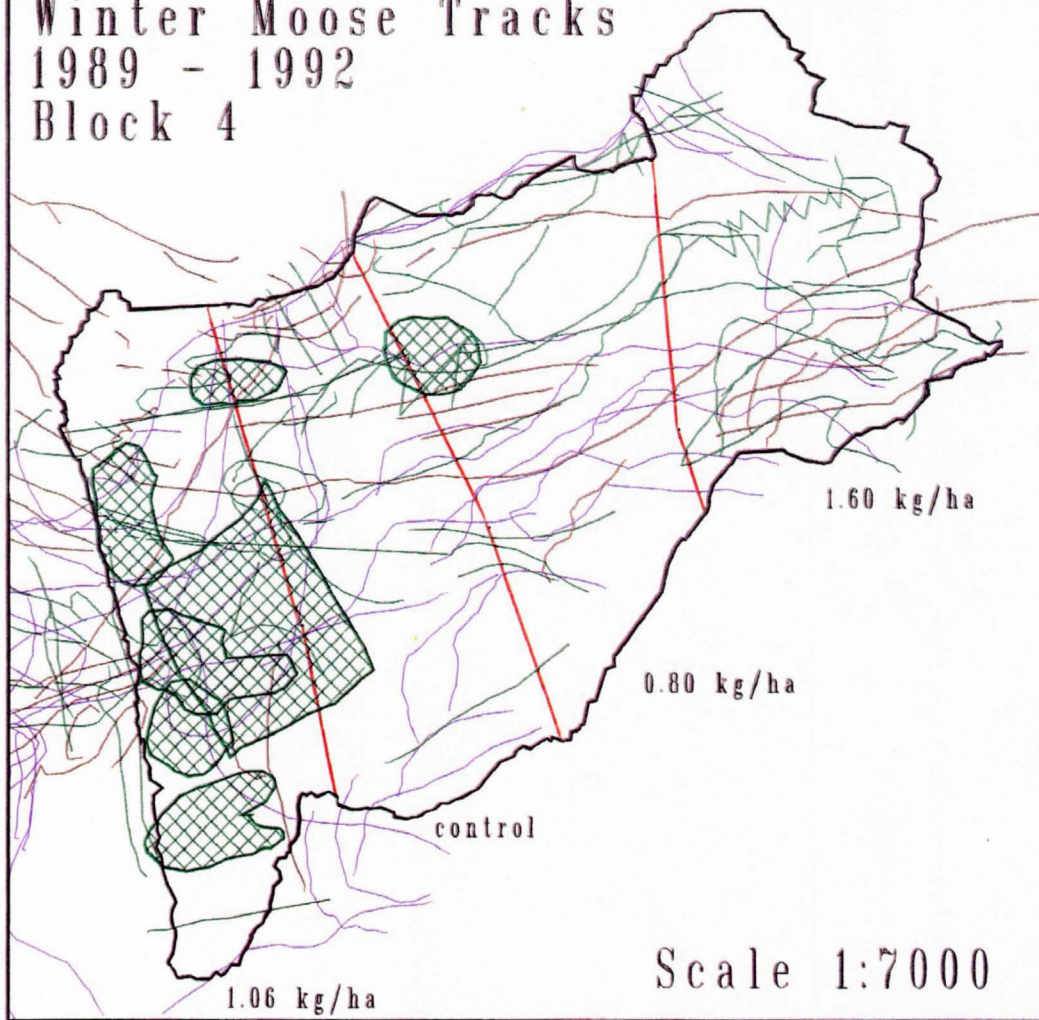 Winter Moose Tracks
1989 - 1992
Block 4
1.60 kg/ha
0.80 kg/ha
control
Scale 1:7000
1.06 kg/ha